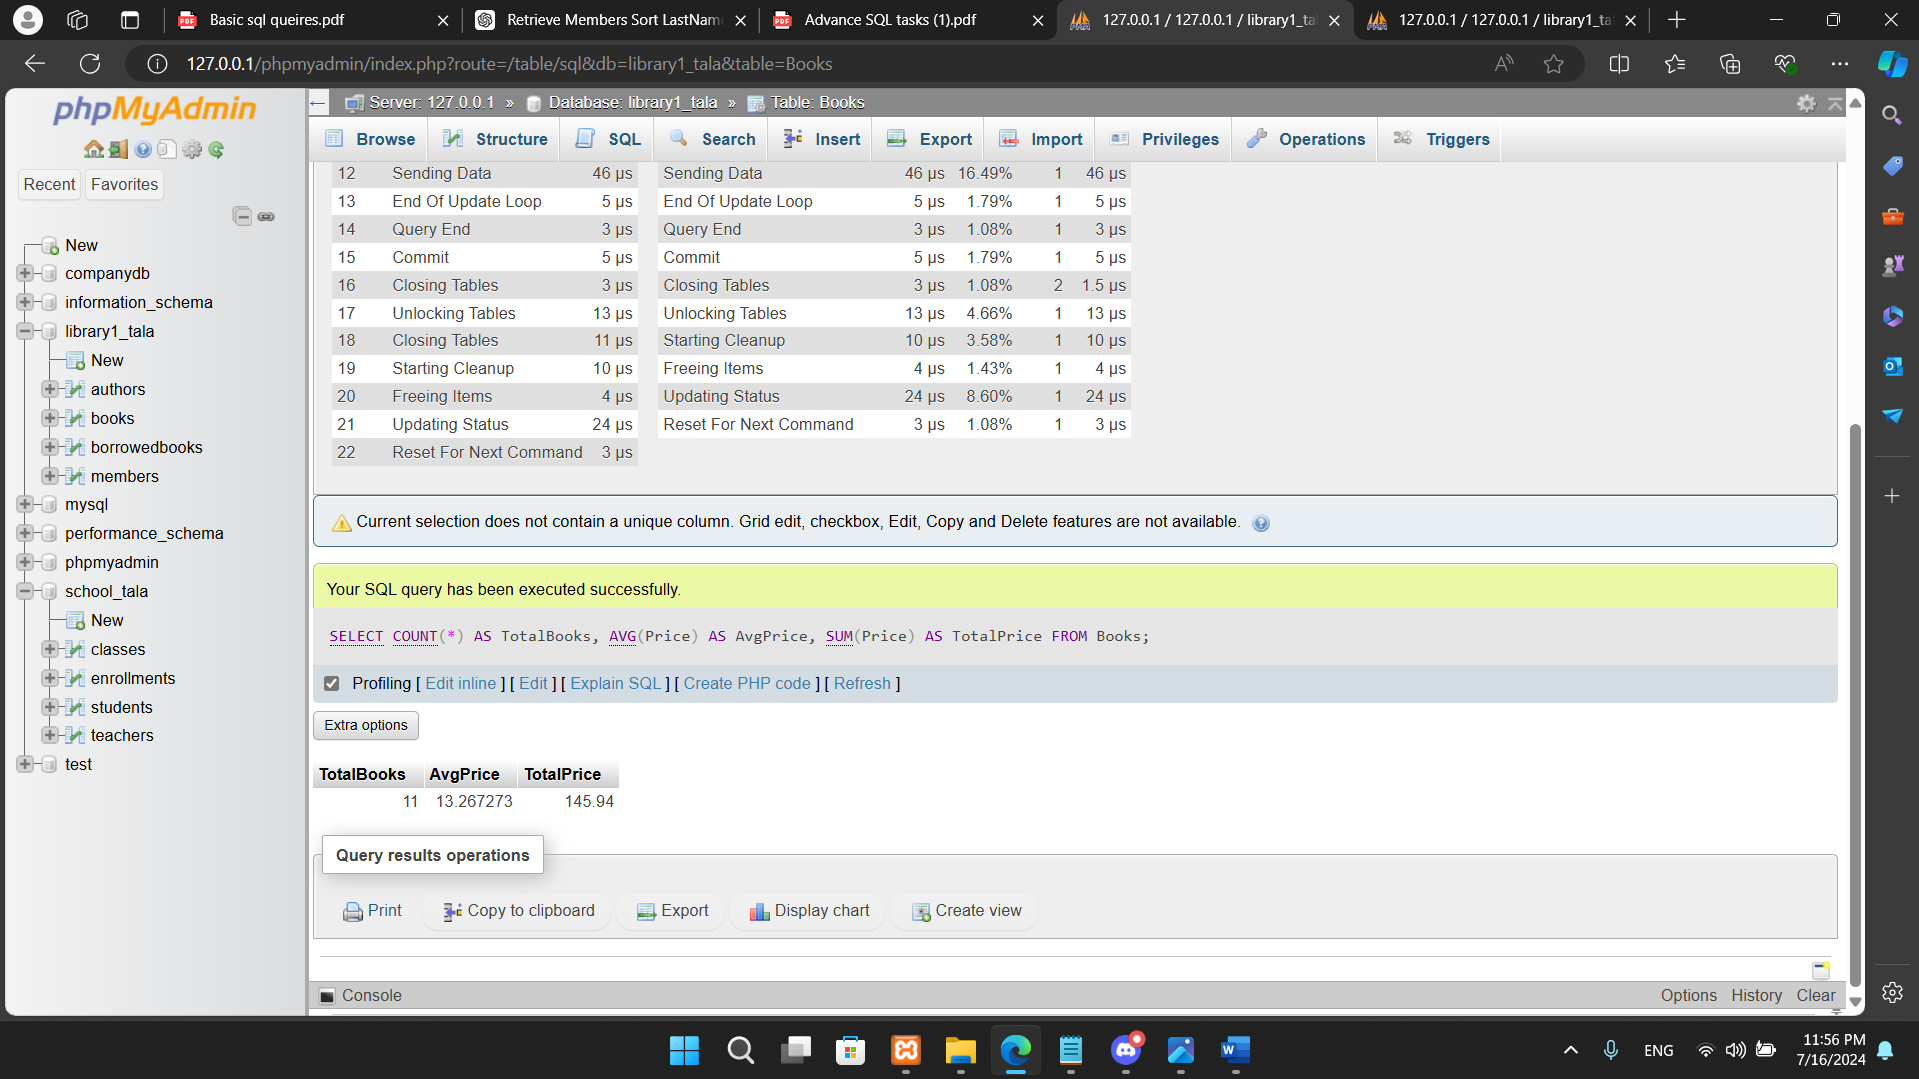 Basic sql queires.pdf
Retrieve Members Sort LastName
Advance SQL tasks (1).pdf
127.0.0.1 / 127.0.0.1 / library1_ta
127.0.0.1 / 127.0.0.1 / library1_ta
127.0.0.1/phpmyadmin/index.php?route=/table/sql&db=library1_tala&table=Books
phpMyAdmin
Recent
Favorites
New
companydb
information_schema
library1_tala
New
authors
books
borrowedbooks
members
mysql
performance_schema
phpmyadmin
school_tala
New
classes
enrollments
students
teachers
test
Server: 127.0.0.1 » Database: library1_tala » Table: Books
Browse Structure SQL Search Insert Export Import Privileges Operations Triggers
12 Sending Data 46 µs
13 End Of Update Loop 5 µs
14 Query End 3 µs
15 Commit 5 µs
16 Closing Tables 3 µs
17 Unlocking Tables 13 µs
18 Closing Tables 11 µs
19 Starting Cleanup 10 µs
20 Freeing Items 4 µs
21 Updating Status 24 µs
22 Reset For Next Command 3 µs
Sending Data 46 µs 16.49% 1 46 µs
End Of Update Loop 5 µs 1.79% 1 5 µs
Query End 3 µs 1.08% 1 3 µs
Commit 5 µs 1.79% 1 5 µs
Closing Tables 3 µs 1.08% 2 1.5 µs
Unlocking Tables 13 µs 4.66% 1 13 µs
Starting Cleanup 10 µs 3.58% 1 10 µs
Freeing Items 4 µs 1.43% 1 4 µs
Updating Status 24 µs 8.60% 1 24 µs
Reset For Next Command 3 µs 1.08% 1 3 µs
Current selection does not contain a unique column. Grid edit, checkbox, Edit, Copy and Delete features are not available.
Your SQL query has been executed successfully.
SELECT COUNT(*) AS TotalBooks, AVG(Price) AS AvgPrice, SUM(Price) AS TotalPrice FROM Books;
Profiling [ Edit inline ] [ Edit ] [ Explain SQL ] [ Create PHP code ] [ Refresh ]
Extra options
TotalBooks AvgPrice TotalPrice
11 13.267273 145.94
Query results operations
Print Copy to clipboard Export Display chart Create view
Console
Options History Clear
ENG
11:56 PM
7/16/2024